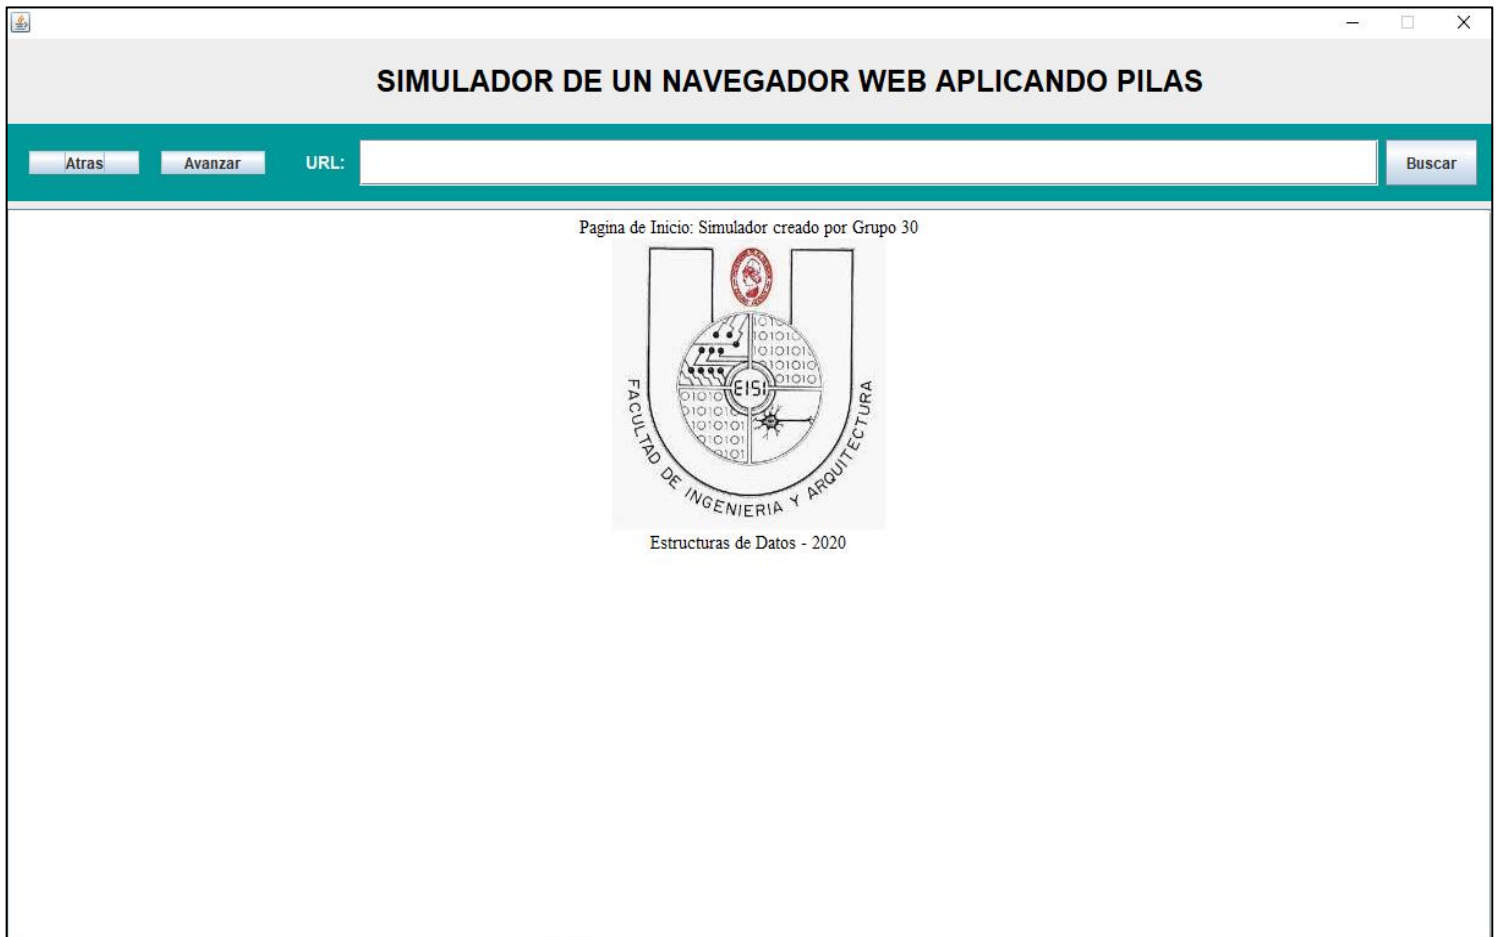 SIMULADOR DE UN NAVEGADOR WEB APLICANDO PILAS
Atras
Avanzar
URL:
Buscar
Pagina de Inicio: Simulador creado por Grupo 30
EISI
FACULTAD DE INGENIERIA Y ARQUITECTURA
Estructuras de Datos - 2020